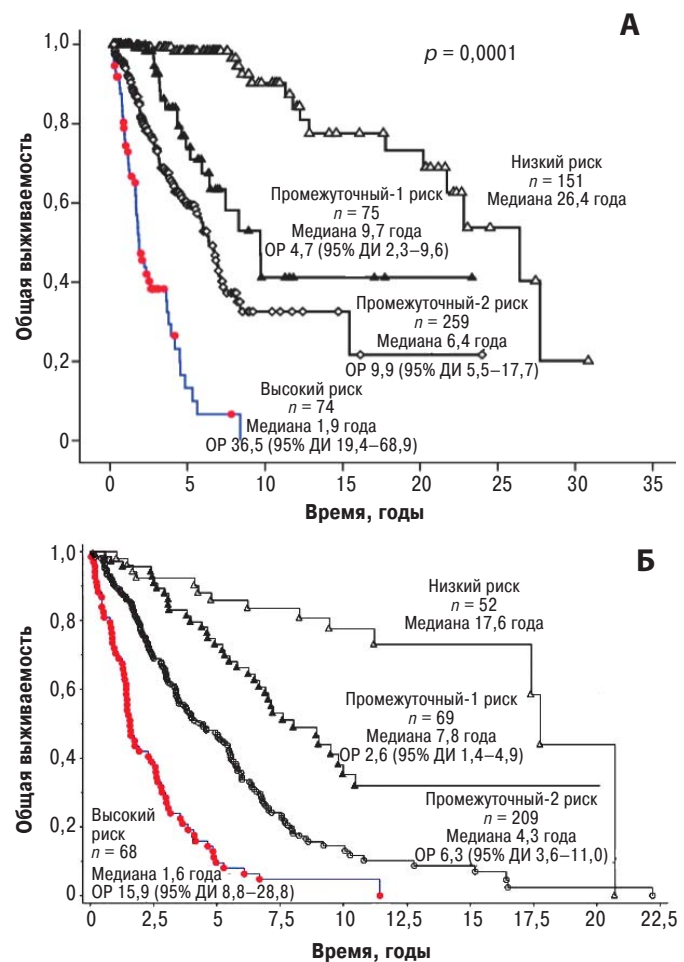 А
p = 0,0001
Общая выживаемость
1,0
0,8
0,6
0,4
0,2
0
Низкий риск
n = 151
Медиана 26,4 года
Промежуточный-1 риск
n = 75
Медиана 9,7 года
ОР 4,7 (95% ДИ 2,3–9,6)
Промежуточный-2 риск
n = 259
Медиана 6,4 года
ОР 9,9 (95% ДИ 5,5–17,7)
Высокий риск
n = 74
Медиана 1,9 года
ОР 36,5 (95% ДИ 19,4–68,9)
0 5 10 15 20 25 30 35
Время, годы
Б
Общая выживаемость
1,0
0,8
0,6
0,4
0,2
0
Низкий риск
n = 52
Медиана 17,6 года
Промежуточный-1 риск
n = 69
Медиана 7,8 года
ОР 2,6 (95% ДИ 1,4–4,9)
Промежуточный-2 риск
n = 209
Медиана 4,3 года
ОР 6,3 (95% ДИ 3,6–11,0)
Высокий
риск
n = 68
Медиана 1,6 года
ОР 15,9 (95% ДИ 8,8–28,8)
0 2,5 5 7,5 10 12,5 15 17,5 20 22,5
Время, годы